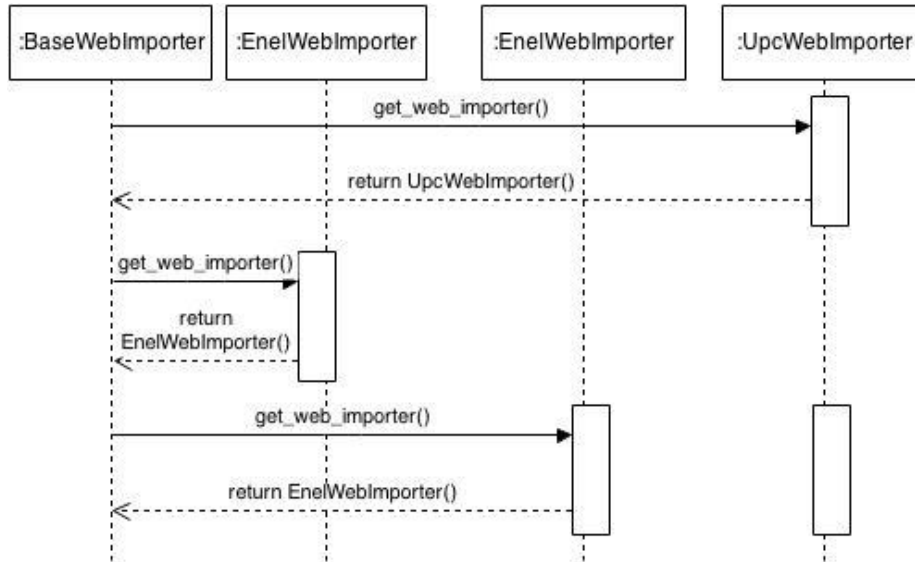 :BaseWebImporter
:EnelWebImporter
:EnelWebImporter
:UpcWebImporter
get_web_importer()
return UpcWebImporter()
get_web_importer()
return
EnelWebImporter()
get_web_importer()
return EnelWebImporter()